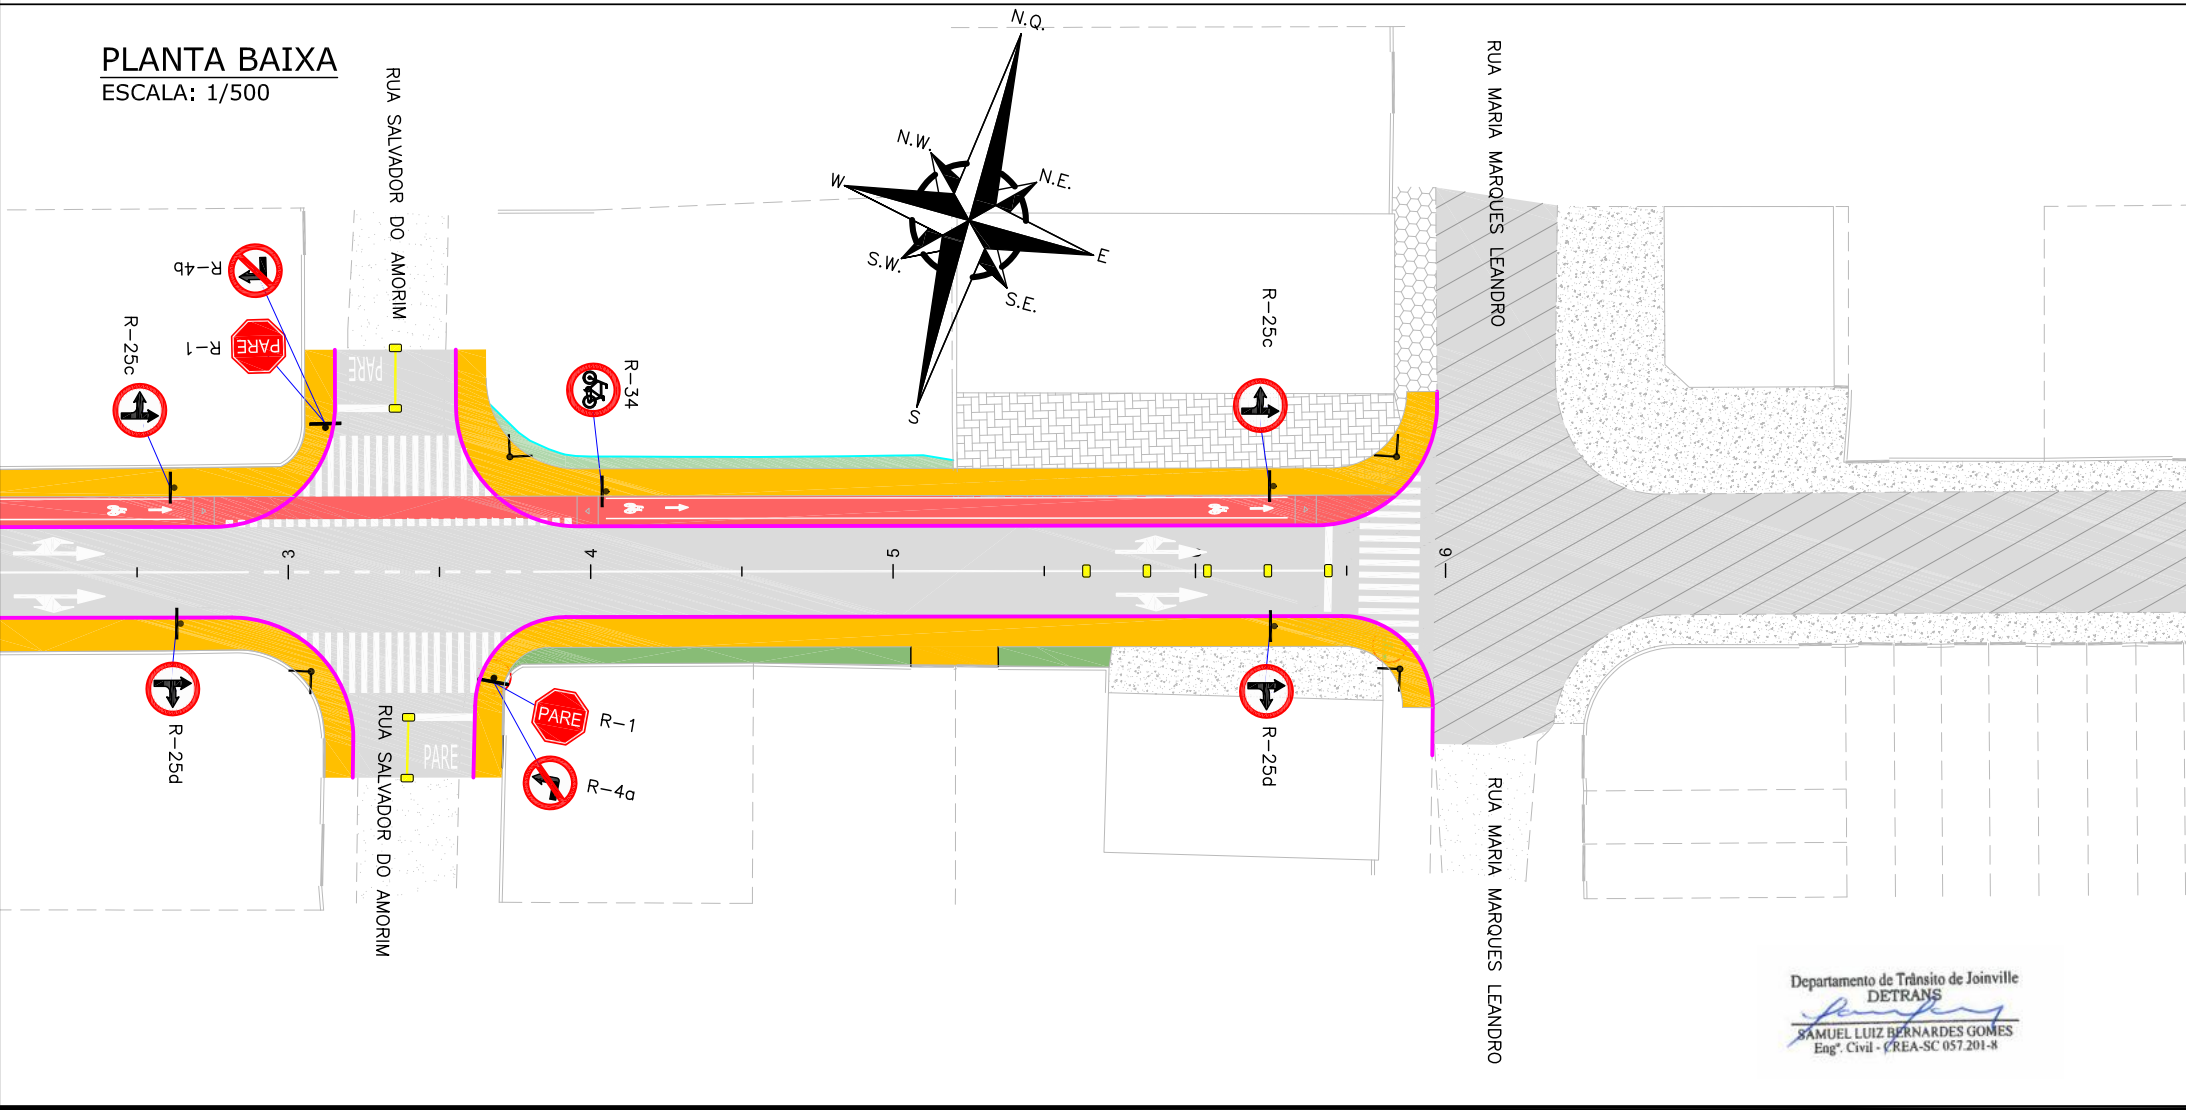 PLANTA BAIXA
ESCALA: 1/500
RUA SALVADOR DO AMORIM
N.Q.
N.W.
N.E.
W
E
S.W.
S.E.
S
RUA MARIA MARQUES LEANDRO
R-4b
R-1
PARE
R-25c
PARE
R-34
R-25c
3
4
5
6
R-25d
PARE
R-1
R-4a
PARE
RUA SALVADOR DO AMORIM
R-25d
RUA MARIA MARQUES LEANDRO
Departamento de Trânsito de Joinville
DETRANS
SAMUEL LUIZ BERNARDES GOMES
Engº. Civil - CREA-SC 057.201-8